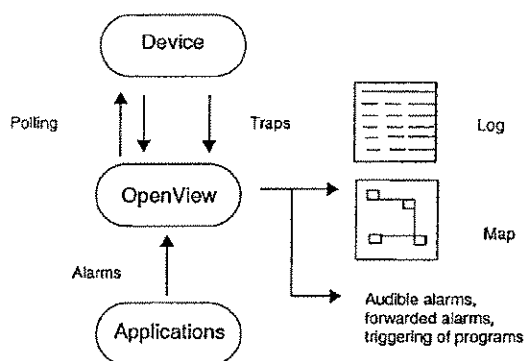 Device
Polling
Traps
Log
OpenView
Map
Alarms
Audible alarms,
forwarded alarms,
triggering of programs
Applications